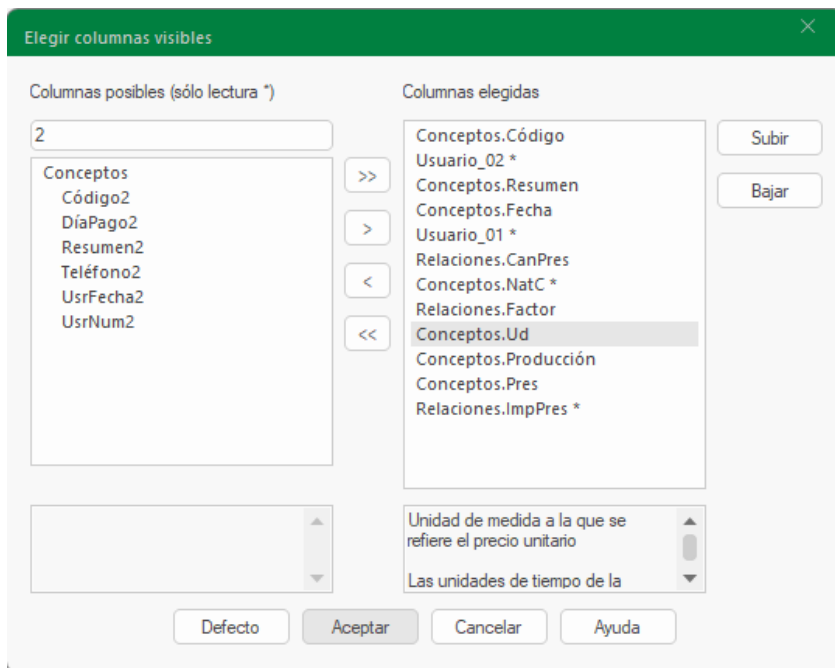 Elegir columnas visibles
Columnas posibles (sólo lectura *)
2
Conceptos
Código2
DíaPago2
Resumen2
Teléfono2
UsrFecha2
UsrNum2
>>
>
<
<<
Columnas elegidas
Conceptos.Código
Usuario_02 *
Conceptos.Resumen
Conceptos.Fecha
Usuario_01 *
Relaciones.CanPres
Conceptos.NatC *
Relaciones.Factor
Conceptos.Ud
Conceptos.Producción
Conceptos.Pres
Relaciones.ImpPres *
Subir
Bajar
Unidad de medida a la que se
refiere el precio unitario
Las unidades de tiempo de la
Defecto
Aceptar
Cancelar
Ayuda